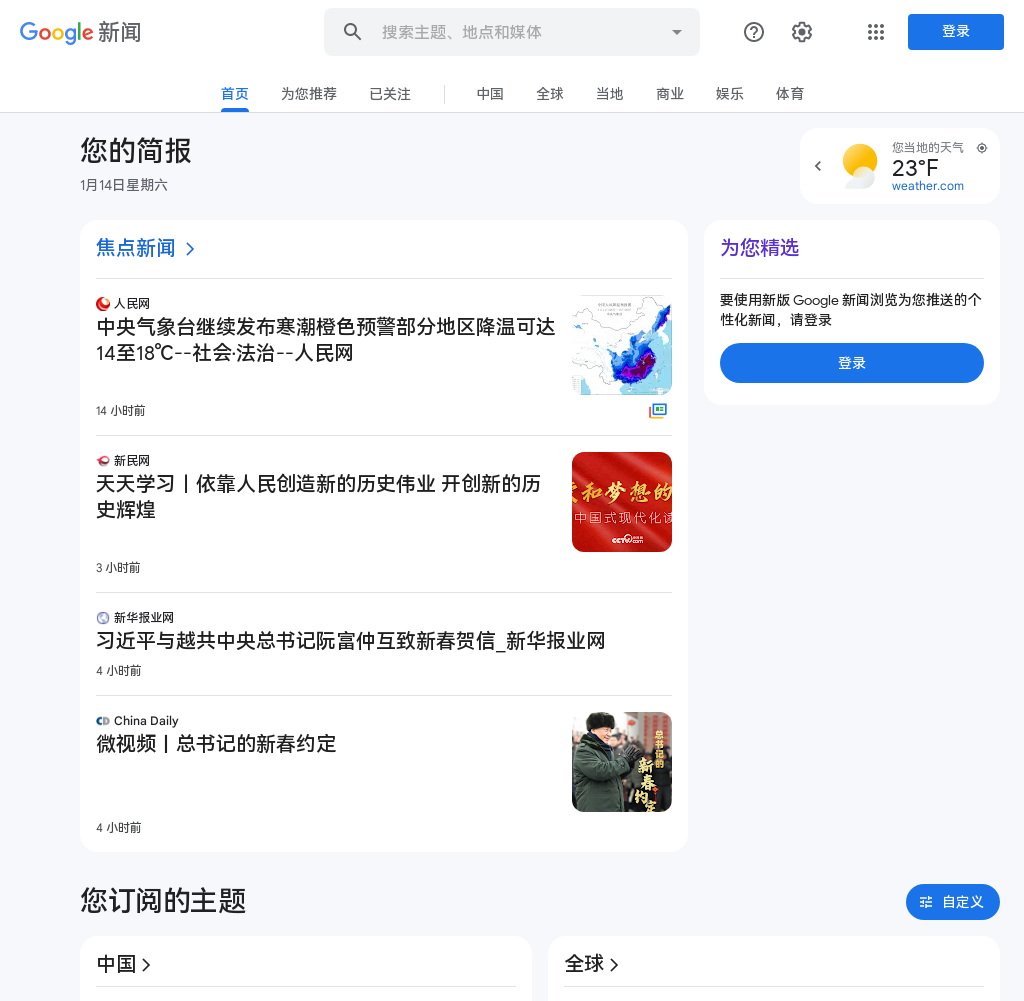 Google 新闻
搜索主题、地点和媒体
登录
首页
为您推荐
已关注
中国
全球
当地
商业
娱乐
体育
您的简报
1月14日星期六
您当地的天气
23°F
weather.com
焦点新闻
人民网
中央气象台继续发布寒潮橙色预警部分地区降温可达
14至18℃--社会·法治--人民网
14 小时前
新民网
天天学习丨依靠人民创造新的历史伟业 开创新的历
史辉煌
和梦想的
中国式现代化
CCTV
com
3 小时前
新华报业网
习近平与越共中央总书记阮富仲互致新春贺信_新华报业网
4 小时前
China Daily
微视频丨总书记的新春约定
总书记的
新春约定
4 小时前
为您精选
要使用新版 Google 新闻浏览为您推送的个
性化新闻，请登录
登录
您订阅的主题
自定义
中国
全球